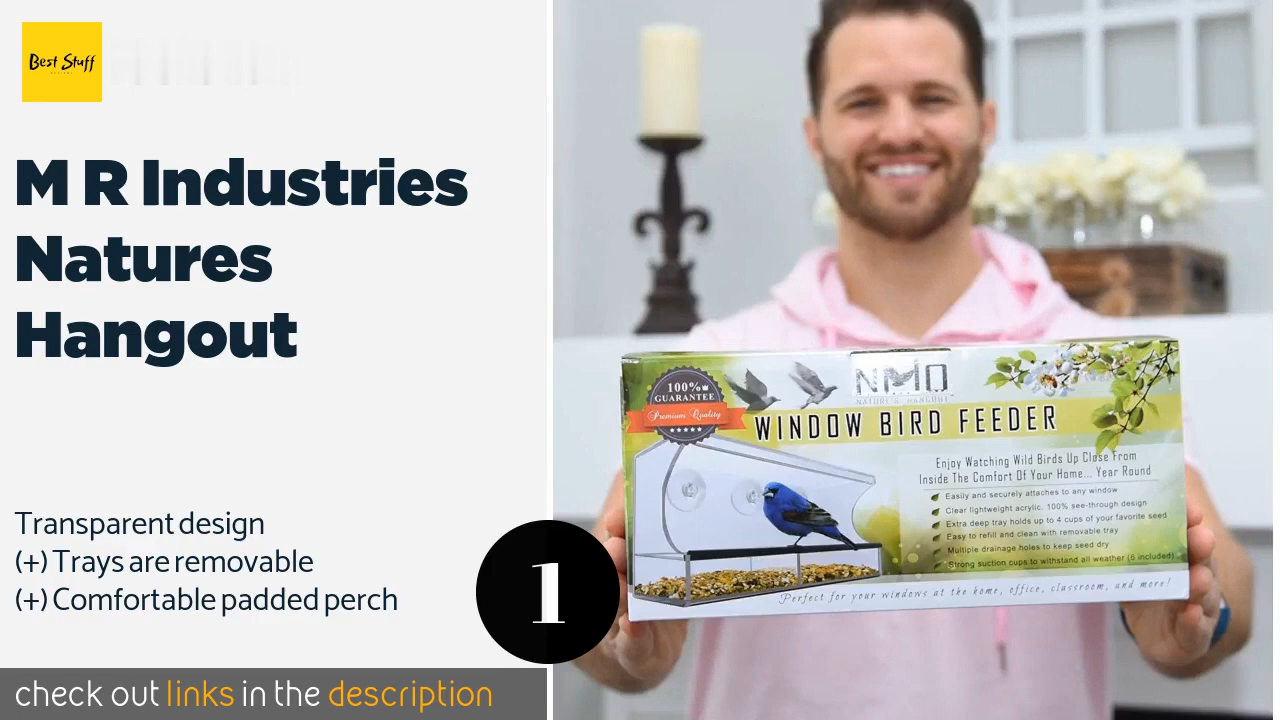 Best Stuff
M R Industries
Natures
Hangout
Transparent design
(+) Trays are removable
(+) Comfortable padded perch
1
check out links in the description
100%
GUARANTEE
Premium Quality
NMO
NATURE'S HANGOUT
WINDOW BIRD FEEDER
Enjoy Watching Wild Birds Up Close From
Inside The Comfort Of Your Home... Year Round
Easily and securely attaches to any window
Clear lightweight acrylic. 100% see-through design
Extra deep tray holds up to 4 cups of your favorite seed
Easy to refill and clean with removable tray
Multiple drainage holes to keep seed dry
Strong suction cups to withstand all weather (6 included)
Perfect for your windows at the home, office, classroom, and more!